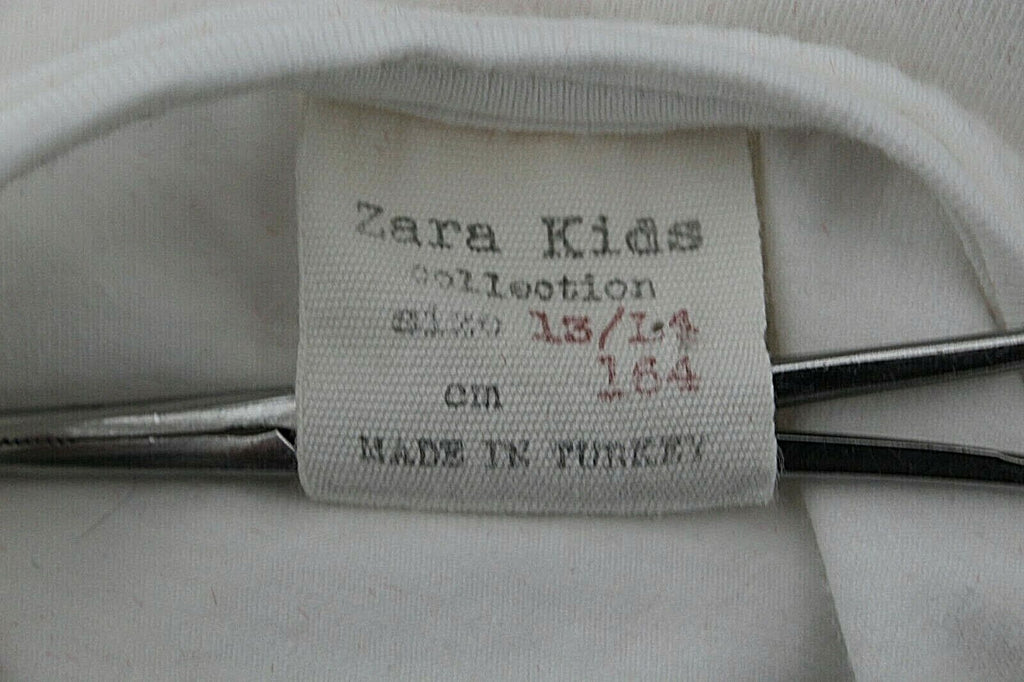 Zara Kids
Collection
size 13/14
cm 164
MADE IN TURKEY